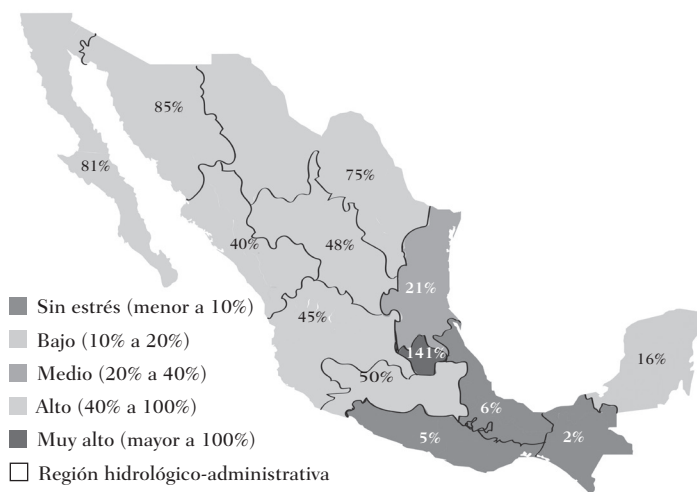 85%
81%
75%
40%
48%
21%
45%
141%
16%
50%
6%
5%
2%
Sin estrés (menor a 10%)
Bajo (10% a 20%)
Medio (20% a 40%)
Alto (40% a 100%)
Muy alto (mayor a 100%)
Región hidrológico-administrativa